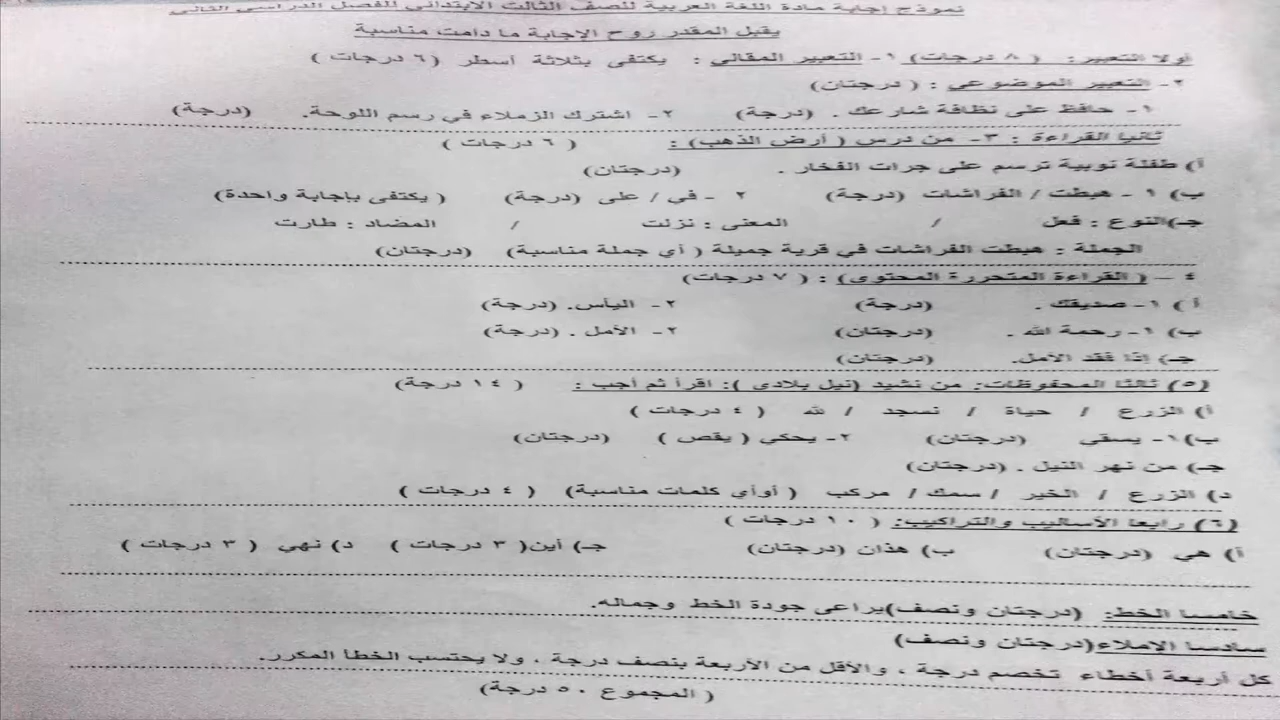 نموذج إجابة مادة اللغة العربية للصف الثالث الابتدائي للفصل الدراسي الثاني
يقبل المقدر روح الإجابة ما دامت مناسبة
أولا التعبير: ( ٨ درجات) ١- التعبير المقالي : يكتفى بثلاثة أسطر (٦ درجات )
٢- التعبير الموضوعي : ( درجتان)
١- حافظ على نظافة شارعك . (درجة) ٢- اشترك الزملاء في رسم اللوحة. (درجة)
ثانيا القراءة : ٣- من درس ( أرض الذهب) : ( ٦ درجات )
أ) طفلة نوبية ترسم على جرات الفخار . (درجتان)
ب) ١ - هبطت / الفراشات (درجة) ٢ - في / على (درجة) ( يكتفى بإجابة واحدة)
جـ)النوع : فعل / المعنى : نزلت / المضاد : طارت
الجملة : هبطت الفراشات في قرية جميلة ( أي جملة مناسبة) (درجتان)
٤ – ( القراءة المتحررة المحتوى) : ( ٧ درجات)
أ ) ١- صديقك . (درجة) ٢- اليأس. (درجة)
ب) ١- رحمة الله . (درجتان) ٢- الأمل . (درجة)
جـ) إذا فقد الأمل. (درجتان)
(٥) ثالثا المحفوظات: من نشيد (نيل بلادى ): اقرأ ثم أجب : ( ١٤ درجة)
أ) الزرع / حياة / نسجد / لله ( ٤ درجات )
ب)١- يسقى (درجتان) ٢- يحكي ( يقص ) (درجتان)
جـ) من نهر النيل . (درجتان)
د) الزرع / الخير / سمك / مركب ( أوأي كلمات مناسبة) ( ٤ درجات )
(٦) رابعا الأساليب والتراكيب: ( ١٠ درجات )
أ) هي (درجتان) ب) هذان (درجتان) جـ) أين( ٣ درجات ) د) نهي ( ٣ درجات )
خامسا الخط: (درجتان ونصف)يراعى جودة الخط وجماله.
سادسا الاملاء(درجتان ونصف)
كل أربعة أخطاء تخصم درجة ، والأقل من الأربعة بنصف درجة ، ولا يحتسب الخطأ المكرر.
( المجموع ٥٠ درجة)